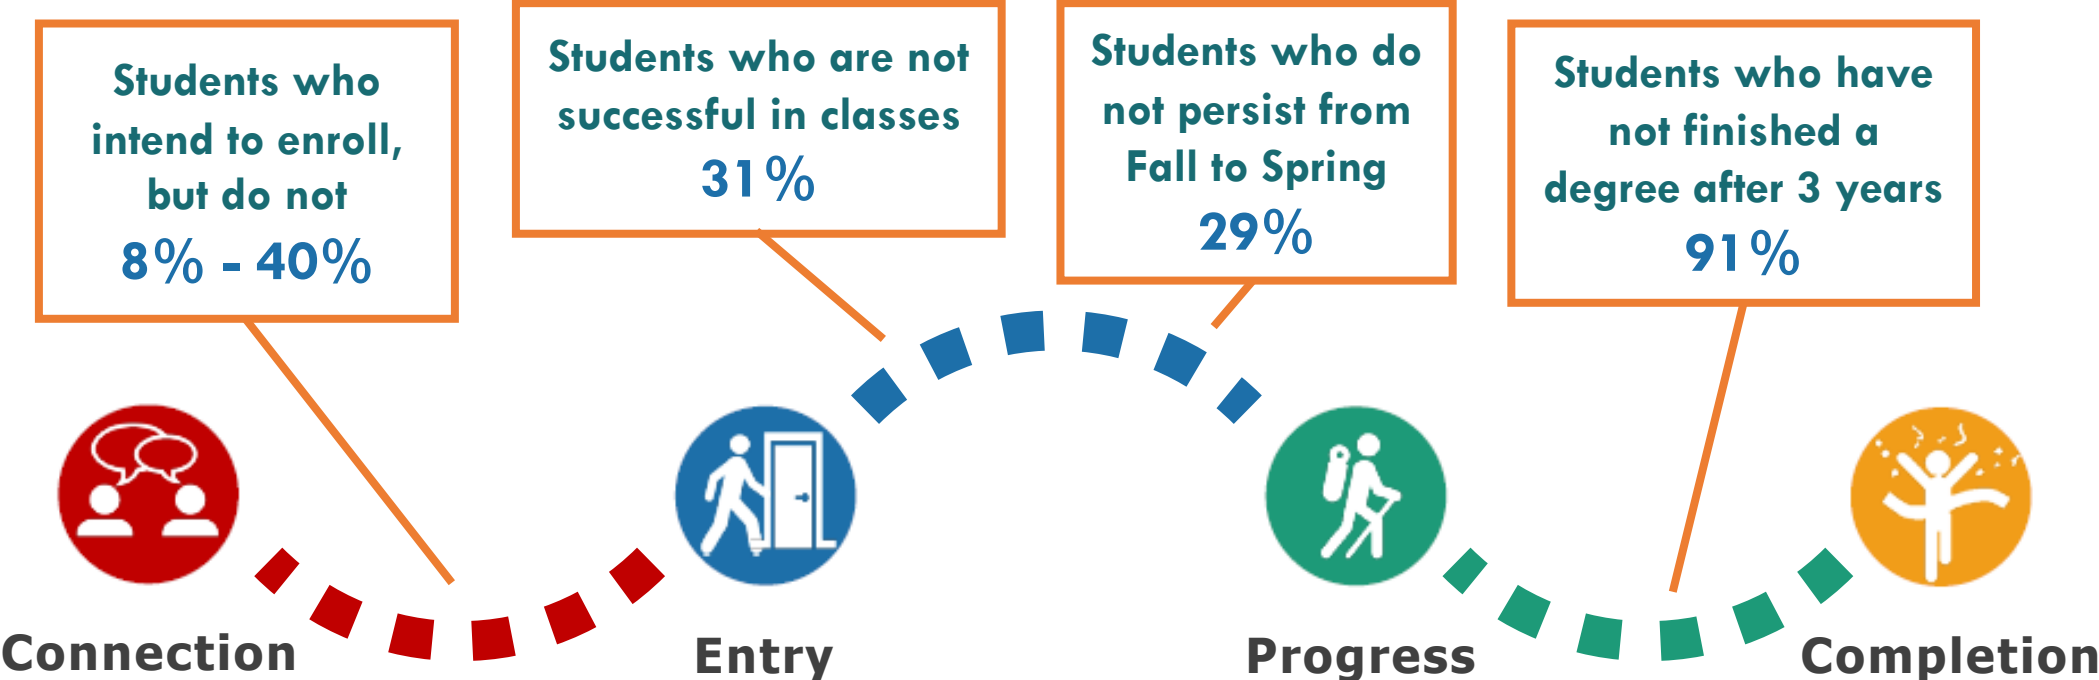 Students who
intend to enroll,
but do not
8% - 40%
Students who are not
successful in classes
31%
Students who do
not persist from
Fall to Spring
29%
Students who have
not finished a
degree after 3 years
91%
Connection
Entry
Progress
Completion